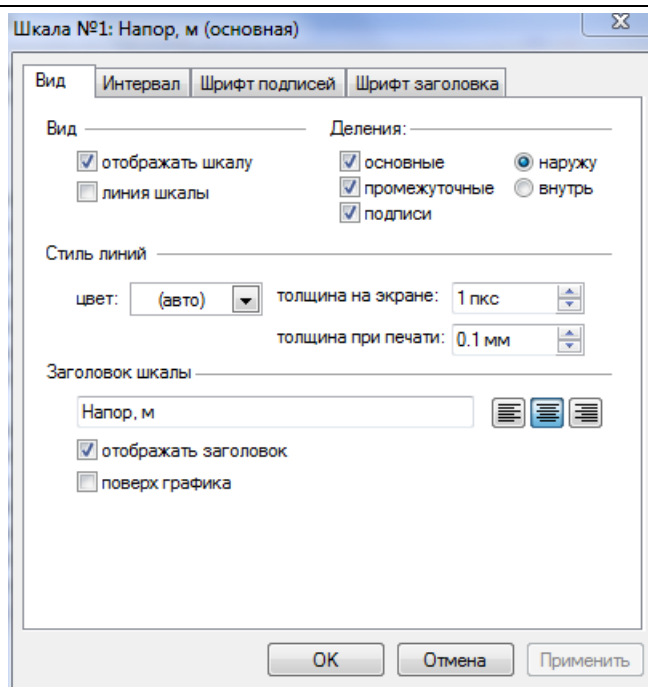 Шкала №1: Напор, м (основная)
Вид Интервал Шрифт подписей Шрифт заголовка
Вид Деления:
отображать шкалу основные наружу
линия шкалы промежуточные внутрь
подписи
Стиль линий
цвет: (авто) толщина на экране: 1 пкс
толщина при печати: 0.1 мм
Заголовок шкалы
Напор, м
отображать заголовок
поверх графика
OK Отмена Применить